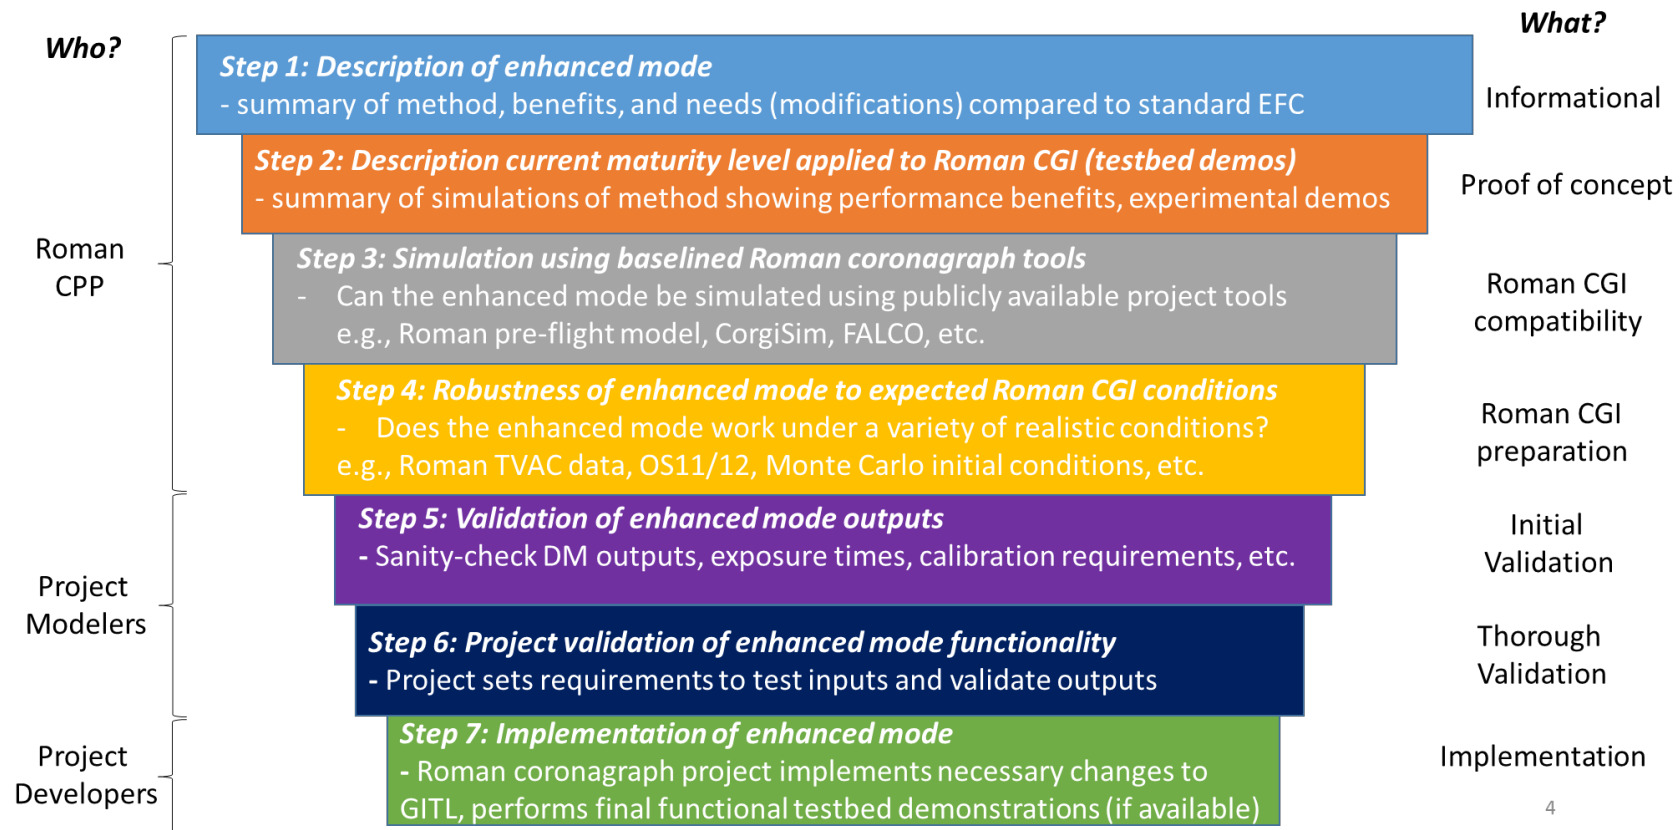 Who?
What?
Step 1: Description of enhanced mode
- summary of method, benefits, and needs (modifications) compared to standard EFC
Informational
Step 2: Description current maturity level applied to Roman CGI (testbed demos)
- summary of simulations of method showing performance benefits, experimental demos
Proof of concept
Roman
CPP
Step 3: Simulation using baselined Roman coronagraph tools
- Can the enhanced mode be simulated using publicly available project tools
e.g., Roman pre-flight model, CorgiSim, FALCO, etc.
Roman CGI
compatibility
Step 4: Robustness of enhanced mode to expected Roman CGI conditions
- Does the enhanced mode work under a variety of realistic conditions?
e.g., Roman TVAC data, OS11/12, Monte Carlo initial conditions, etc.
Roman CGI
preparation
Project
Modelers
Step 5: Validation of enhanced mode outputs
- Sanity-check DM outputs, exposure times, calibration requirements, etc.
Initial
Validation
Step 6: Project validation of enhanced mode functionality
- Project sets requirements to test inputs and validate outputs
Thorough
Validation
Project
Developers
Step 7: Implementation of enhanced mode
- Roman coronagraph project implements necessary changes to
GITL, performs final functional testbed demonstrations (if available)
Implementation
4